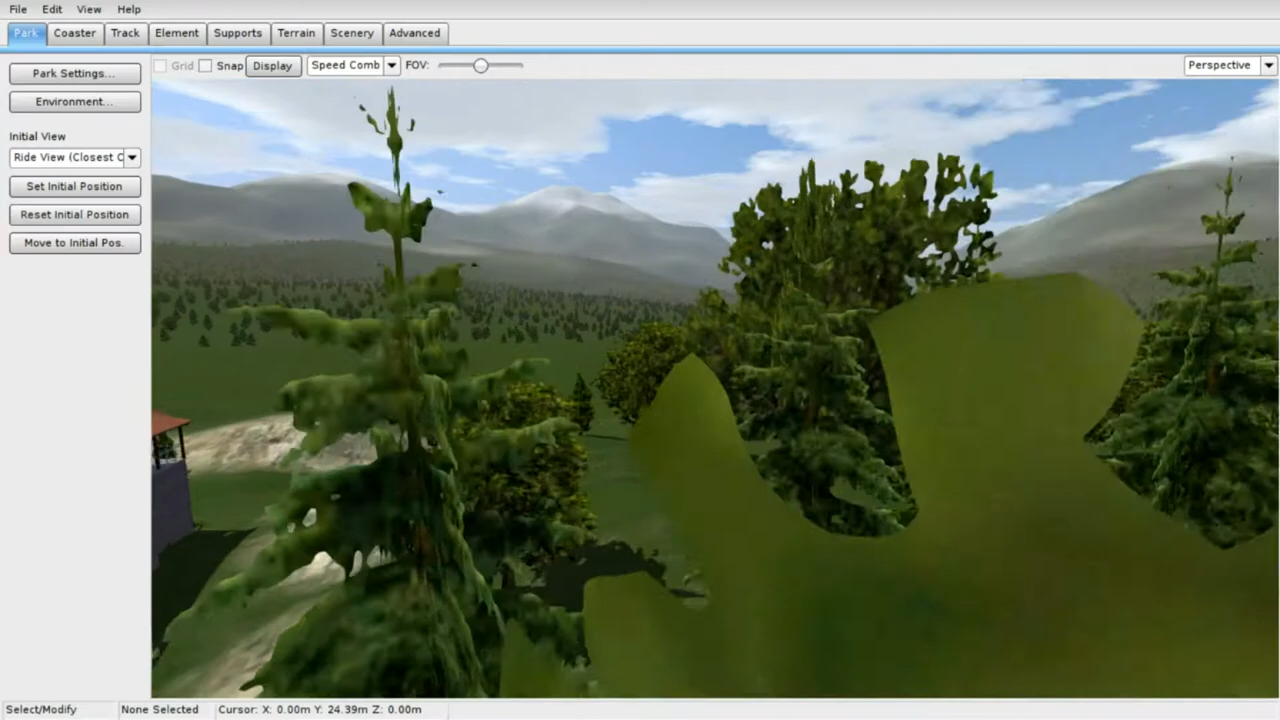 File Edit View Help
Park Coaster Track Element Supports Terrain Scenery Advanced
Grid Snap Display Speed Comb FOV: Perspective
Park Settings...
Environment...
Initial View
Ride View (Closest C
Set Initial Position
Reset Initial Position
Move to Initial Pos.
Select/Modify None Selected Cursor: X: 0.00m Y: 24.39m Z: 0.00m